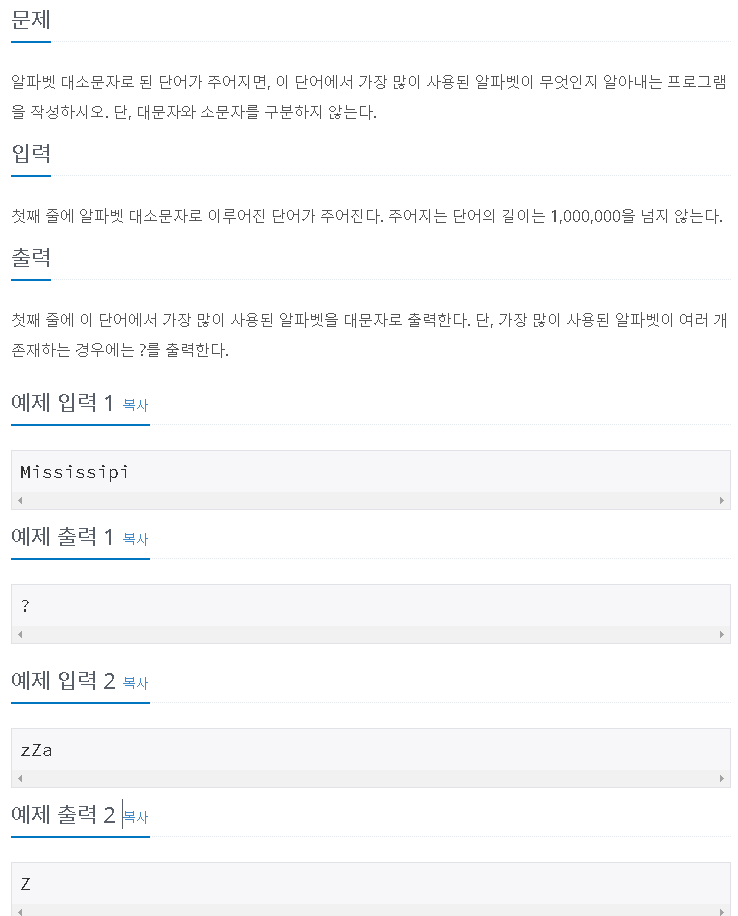 문제
알파벳 대소문자로 된 단어가 주어지면, 이 단어에서 가장 많이 사용된 알파벳이 무엇인지 알아내는 프로그램
을 작성하시오. 단, 대문자와 소문자를 구분하지 않는다.
입력
첫째 줄에 알파벳 대소문자로 이루어진 단어가 주어진다. 주어지는 단어의 길이는 1,000,000을 넘지 않는다.
출력
첫째 줄에 이 단어에서 가장 많이 사용된 알파벳을 대문자로 출력한다. 단, 가장 많이 사용된 알파벳이 여러 개
존재하는 경우에는 ?를 출력한다.
예제 입력 1 복사
Mississipi
예제 출력 1 복사
?
예제 입력 2 복사
zZa
예제 출력 2 복사
Z